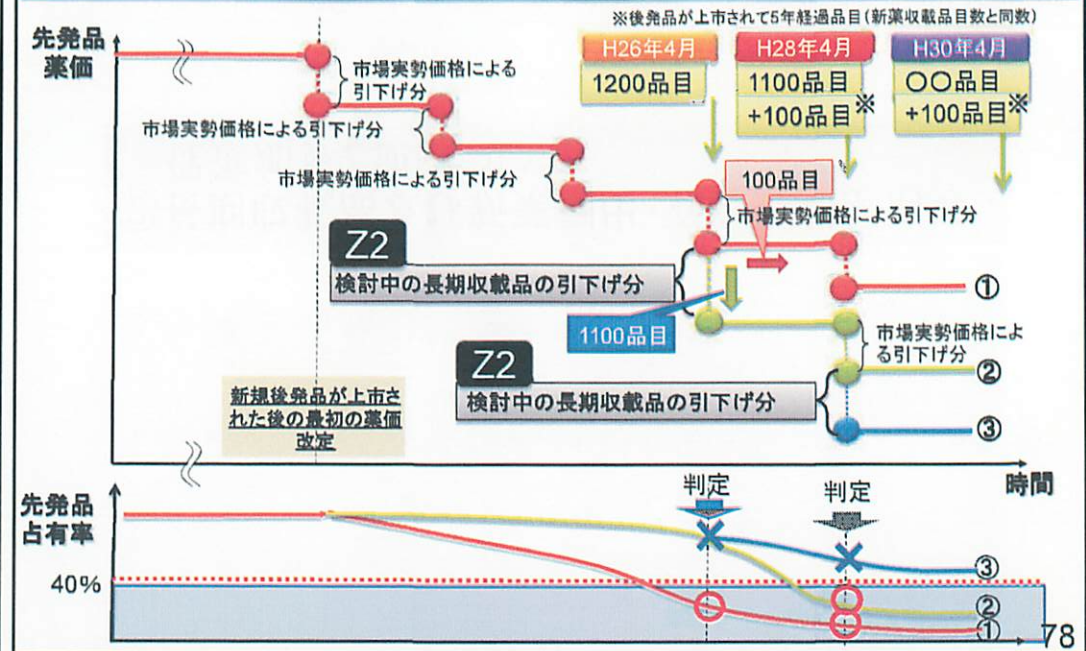 ※後発品が上市されて5年経過品目(新薬収載品目数と同数)
先発品
薬価
H26年4月
1200品目
H28年4月
1100品目
+100品目※
H30年4月
〇〇品目
+100品目※
市場実勢価格による
引下げ分
市場実勢価格による引下げ分
市場実勢価格による引下げ分
100品目
市場実勢価格による引下げ分
Z2
検討中の長期収載品の引下げ分
①
1100品目
市場実勢価格によ
る引下げ分
Z2
検討中の長期収載品の引下げ分
②
③
新規後発品が上市さ
れた後の最初の薬価
改定
時間
先発品
占有率
判定
判定
40%
③
②
①
78